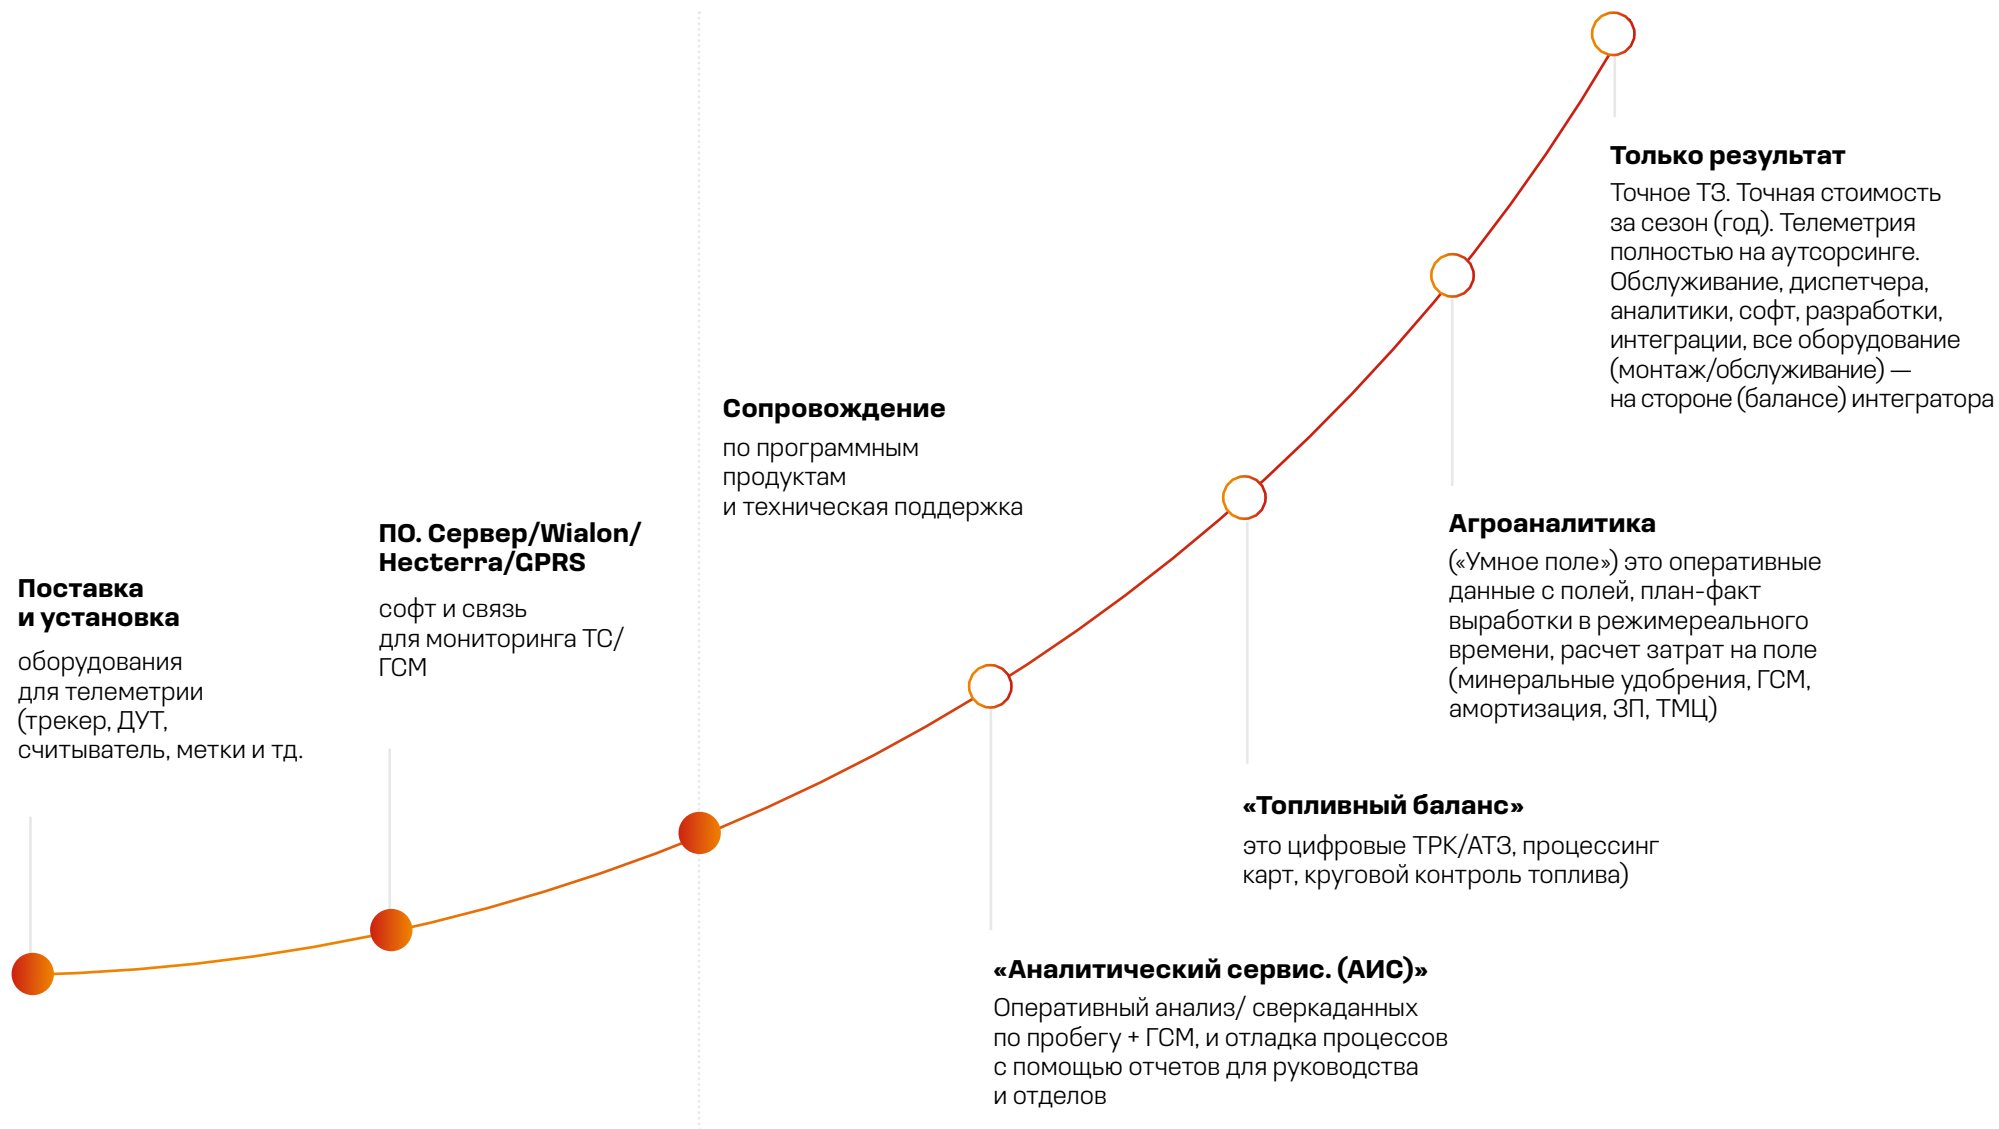 Поставка
и установка
оборудования
для телеметрии
(трекер, ДУТ,
считыватель, метки и тд.
ПО. Сервер/Wialon/
Hecterra/GPRS
софт и связь
для мониторинга ТС/
ГСМ
Сопровождение
по программным
продуктам
и техническая поддержка
«Аналитический сервис. (АИС)»
Оперативный анализ/ сверкаданных
по пробегу + ГСМ, и отладка процессов
с помощью отчетов для руководства
и отделов
«Топливный баланс»
это цифровые ТРК/АТЗ, процессинг
карт, круговой контроль топлива)
Агроаналитика
(«Умное поле») это оперативные
данные с полей, план-факт
выработки в режимереального
времени, расчет затрат на поле
(минеральные удобрения, ГСМ,
амортизация, ЗП, ТМЦ)
Только результат
Точное ТЗ. Точная стоимость
за сезон (год). Телеметрия
полностью на аутсорсинге.
Обслуживание, диспетчера,
аналитики, софт, разработки,
интеграции, все оборудование
(монтаж/обслуживание) —
на стороне (балансе) интегратора